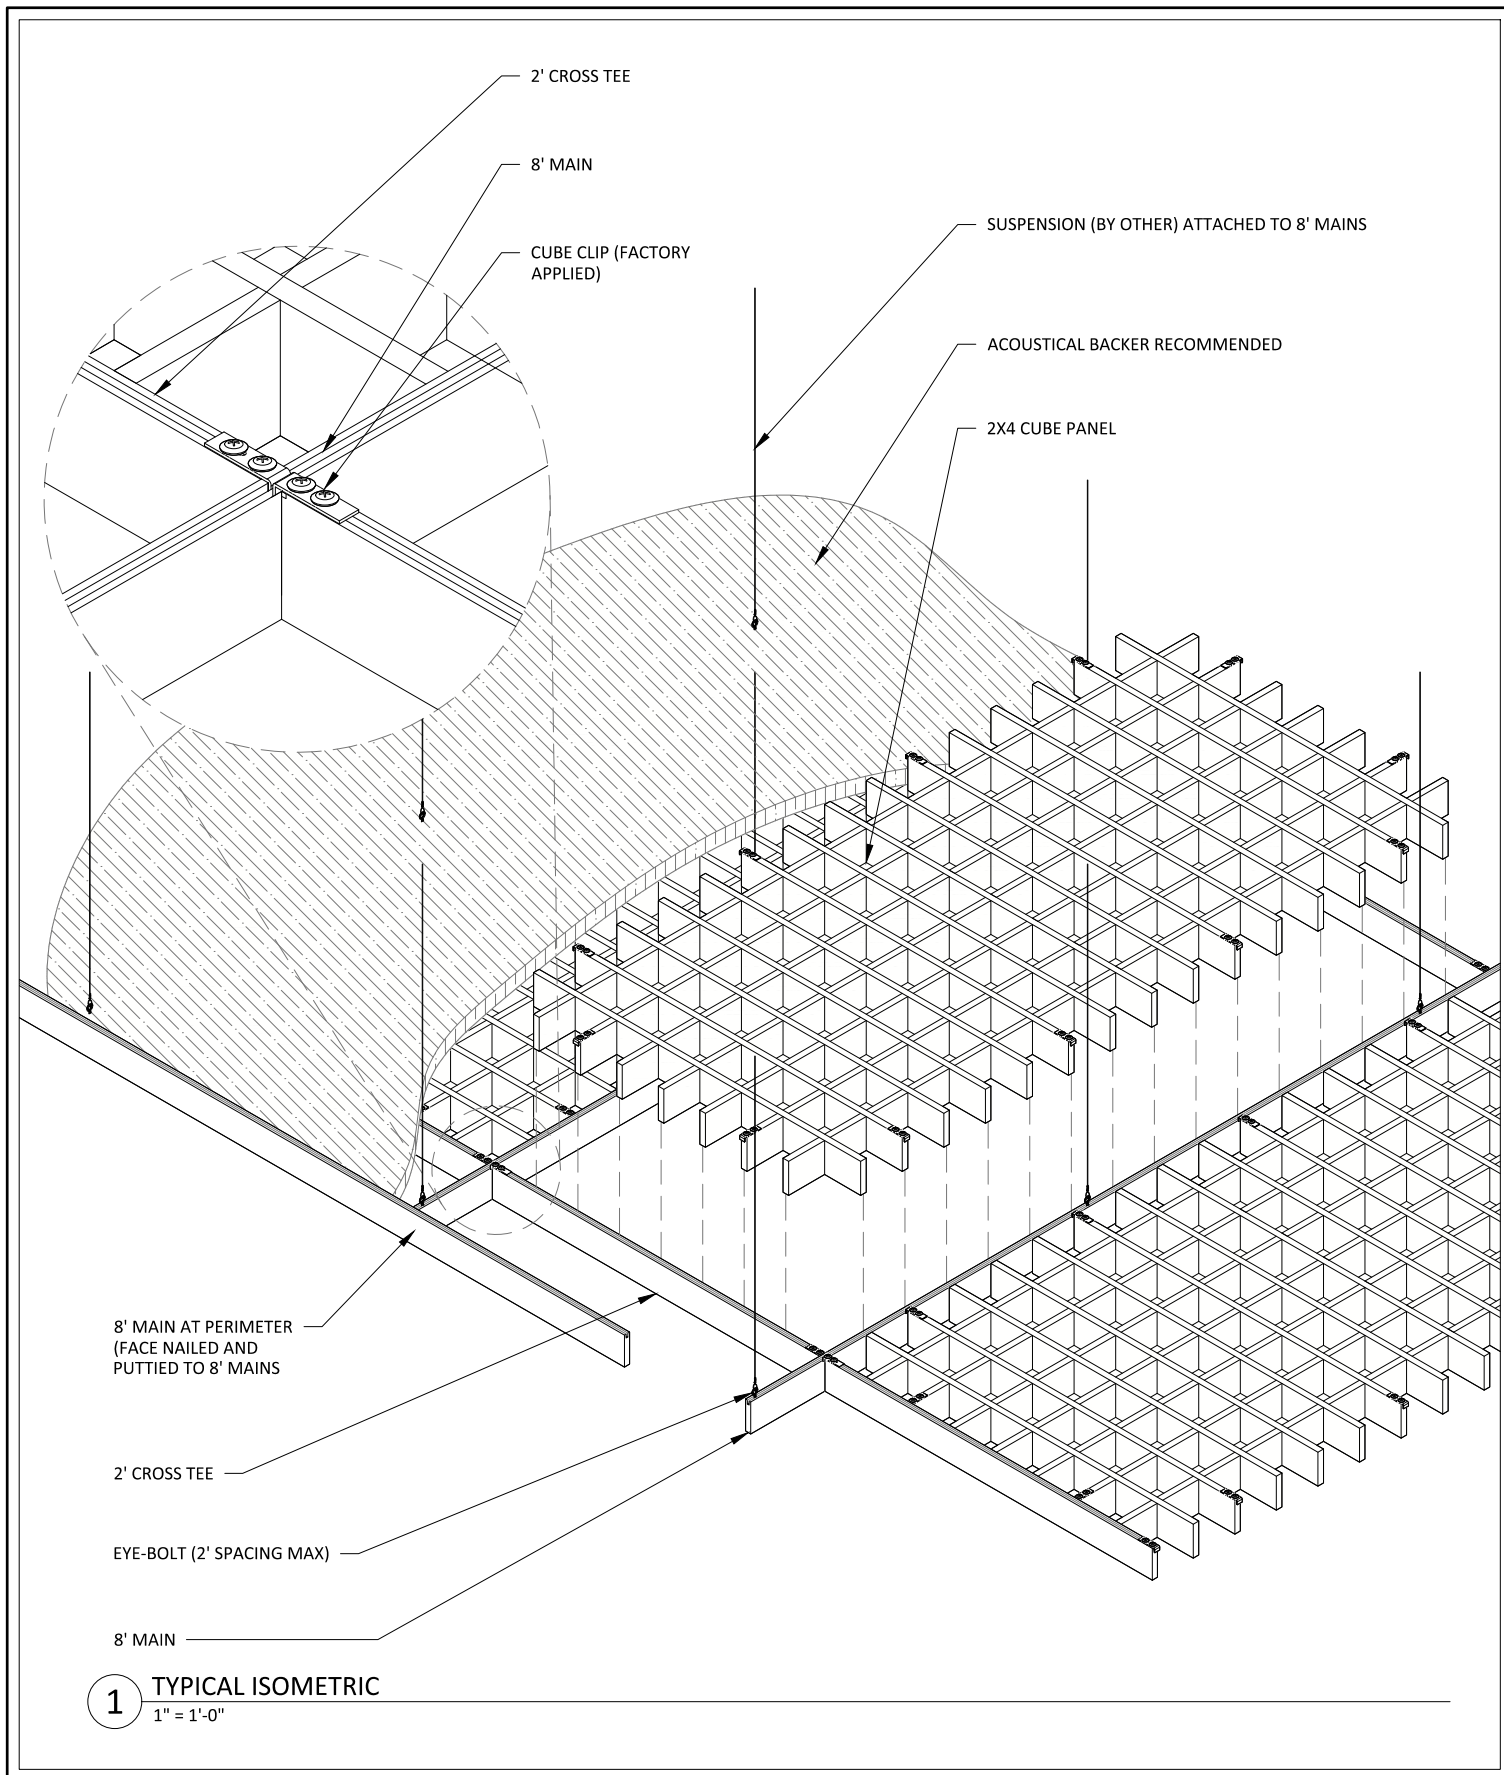 2' CROSS TEE
8' MAIN
CUBE CLIP (FACTORY
APPLIED)
SUSPENSION (BY OTHER) ATTACHED TO 8' MAINS
ACOUSTICAL BACKER RECOMMENDED
2X4 CUBE PANEL
8' MAIN AT PERIMETER
(FACE NAILED AND
PUTTIED TO 8' MAINS
2' CROSS TEE
EYE-BOLT (2' SPACING MAX)
8' MAIN
1 TYPICAL ISOMETRIC
1" = 1'-0"